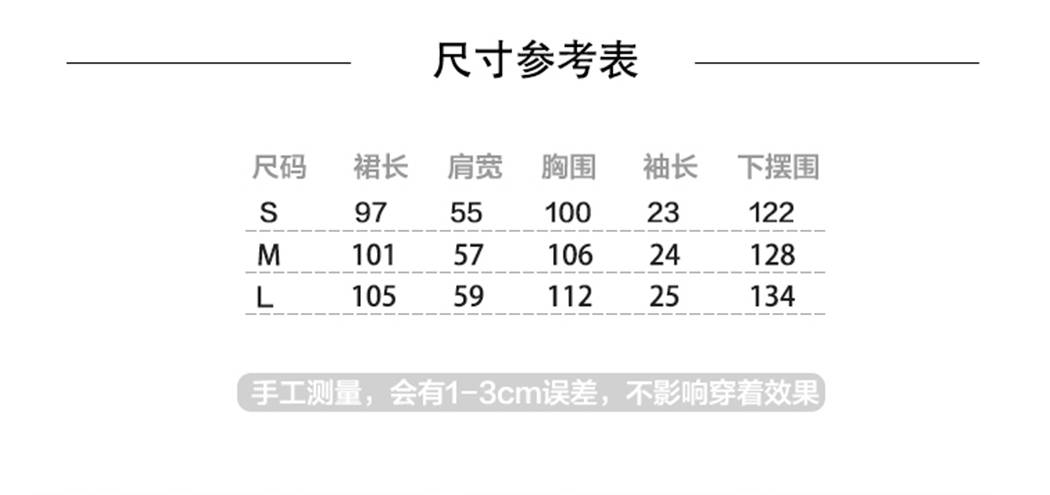 尺寸参考表
尺码 裙长 肩宽 胸围 袖长 下摆围
S 97 55 100 23 122
M 101 57 106 24 128
L 105 59 112 25 134
手工测量，会有1-3cm误差，不影响穿着效果